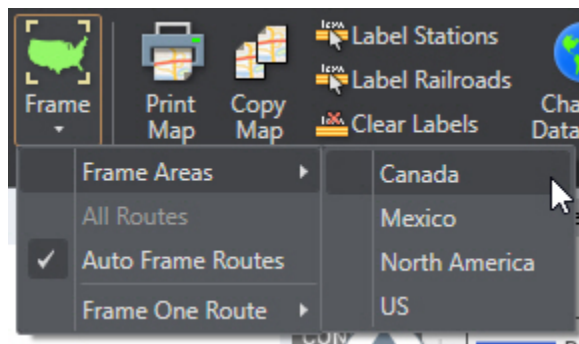 Label Stations
Label Railroads
Clear Labels
Frame
Print
Map
Copy
Map
Frame Areas
All Routes
Auto Frame Routes
Frame One Route
Canada
Mexico
North America
US